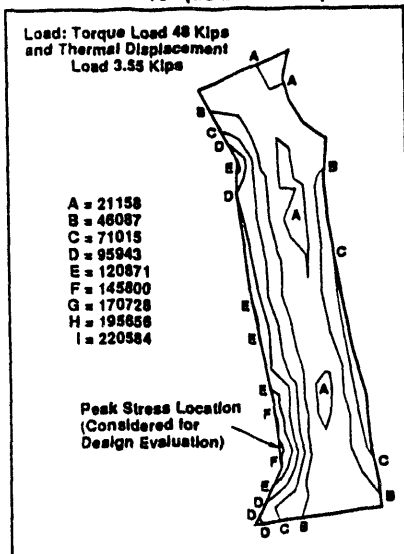 Load: Torque Load 48 Kips
and Thermal Displacement
Load 3.55 Kips
A
A
B
C
D
E
D
B
A = 21158
B = 46087
C = 71015
D = 95943
E = 120871
F = 145800
G = 170728
H = 195656
I = 220584
A
C
E
E
E
A
F
Peak Stress Location
(Considered for
Design Evaluation)
F
C
E
D
B
D
D C B